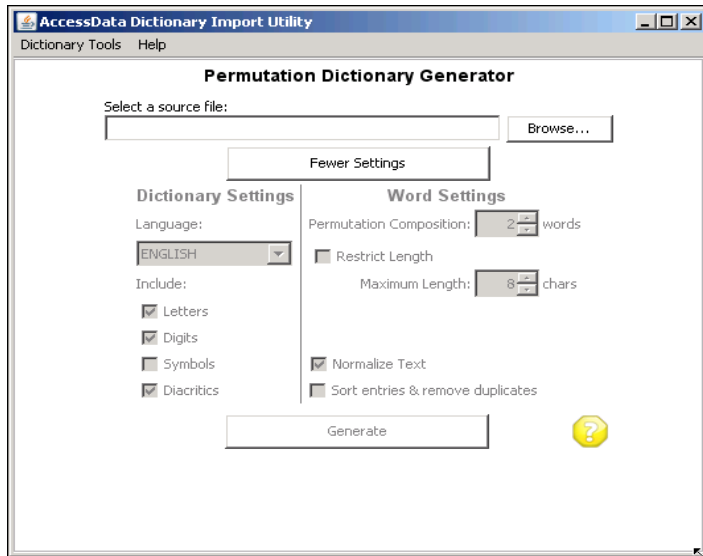 AccessData Dictionary Import Utility
Dictionary Tools Help
Permutation Dictionary Generator
Select a source file:
Browse...
Fewer Settings
Dictionary Settings
Language:
ENGLISH
Include:
Letters
Digits
Symbols
Diacritics
Word Settings
Permutation Composition: 2 words
Restrict Length
Maximum Length: 8 chars
Normalize Text
Sort entries & remove duplicates
Generate
?